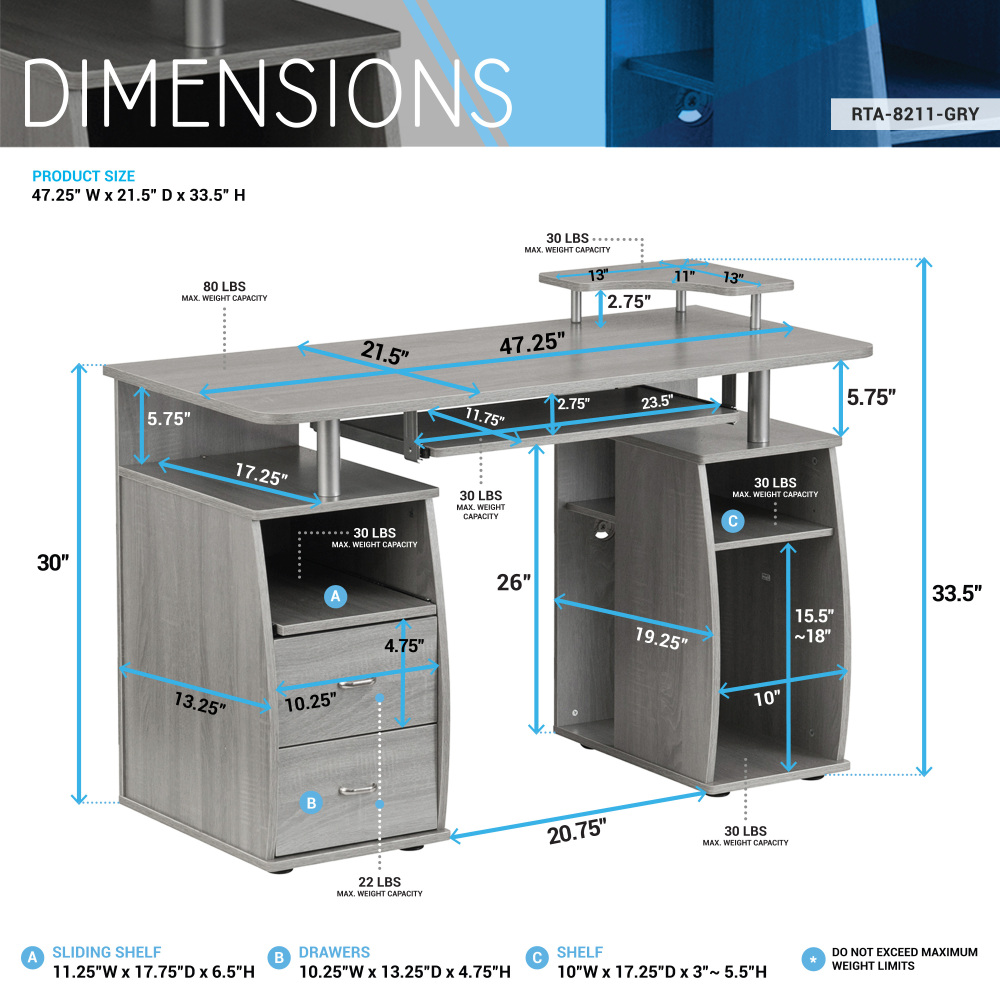 DIMENSIONS
RTA-8211-GRY
PRODUCT SIZE
47.25" W x 21.5" D x 33.5" H
30 LBS
MAX. WEIGHT CAPACITY
13"
11"
13"
2.75"
80 LBS
MAX. WEIGHT CAPACITY
21.5"
47.25"
5.75"
5.75"
11.75"
2.75"
23.5"
17.25"
30 LBS
MAX. WEIGHT
CAPACITY
30 LBS
MAX. WEIGHT CAPACITY
C
30 LBS
MAX. WEIGHT CAPACITY
30"
26"
33.5"
A
15.5"
~18"
4.75"
19.25"
13.25"
10.25"
10"
B
20.75"
30 LBS
MAX. WEIGHT CAPACITY
22 LBS
MAX. WEIGHT CAPACITY
A SLIDING SHELF
11.25"W x 17.75"D x 6.5"H
B DRAWERS
10.25"W x 13.25"D x 4.75"H
C SHELF
10"W x 17.25"D x 3"~ 5.5"H
* DO NOT EXCEED MAXIMUM
WEIGHT LIMITS